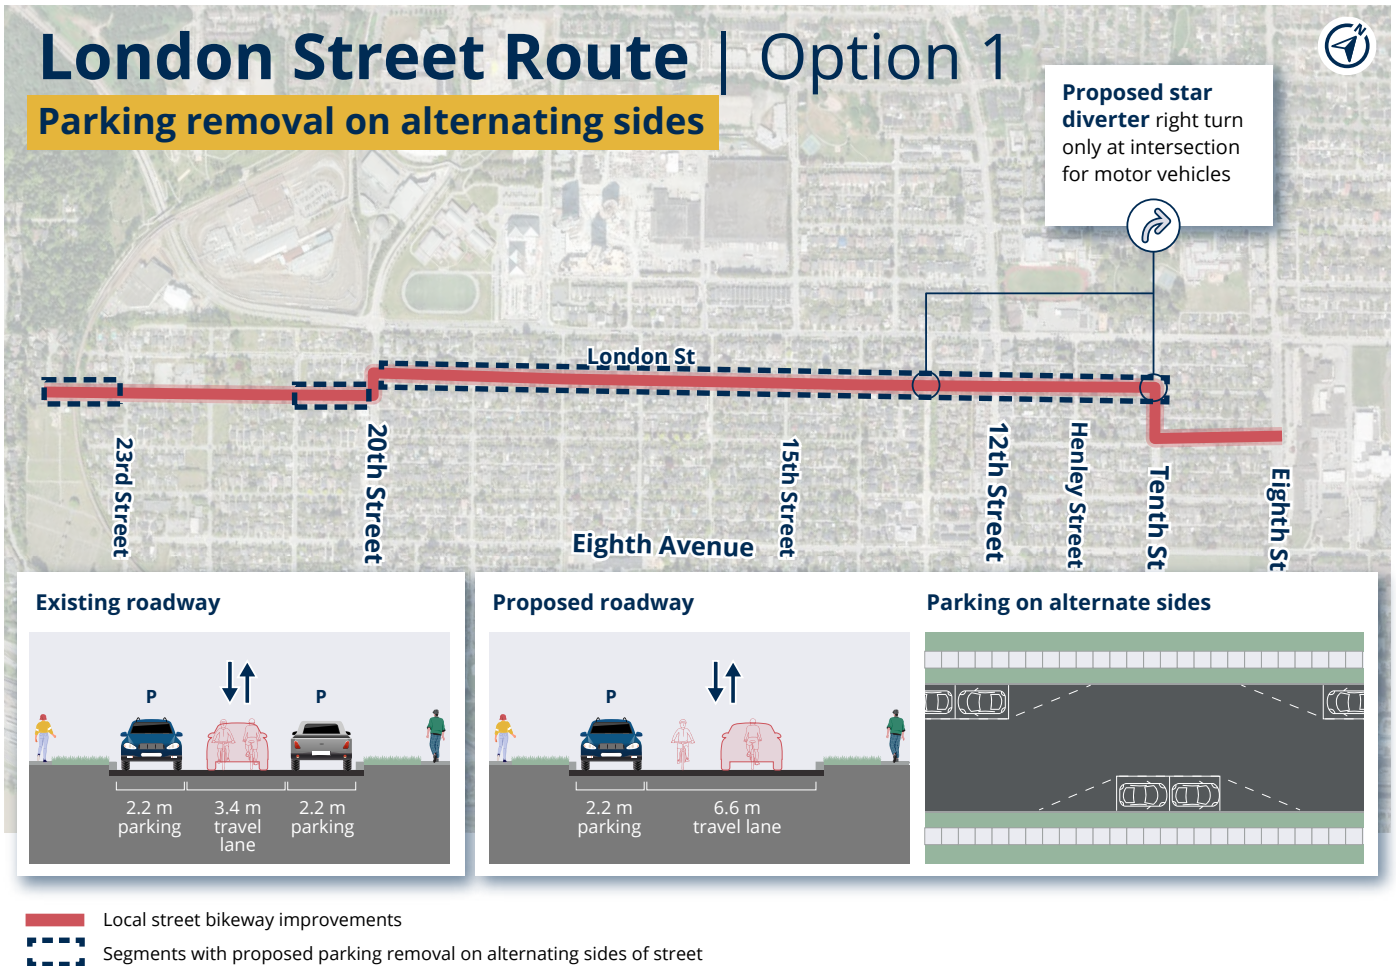 London Street Route | Option 1
Parking removal on alternating sides
N
Proposed star
diverter right turn
only at intersection
for motor vehicles
London St
23rd Street
20th Street
15th Street
12th Street
Henley Street
Tenth St
Eighth St
Eighth Avenue
Existing roadway
P
P
2.2 m
parking
3.4 m
travel
lane
2.2 m
parking
Proposed roadway
P
2.2 m
parking
6.6 m
travel lane
Parking on alternate sides
Local street bikeway improvements
Segments with proposed parking removal on alternating sides of street